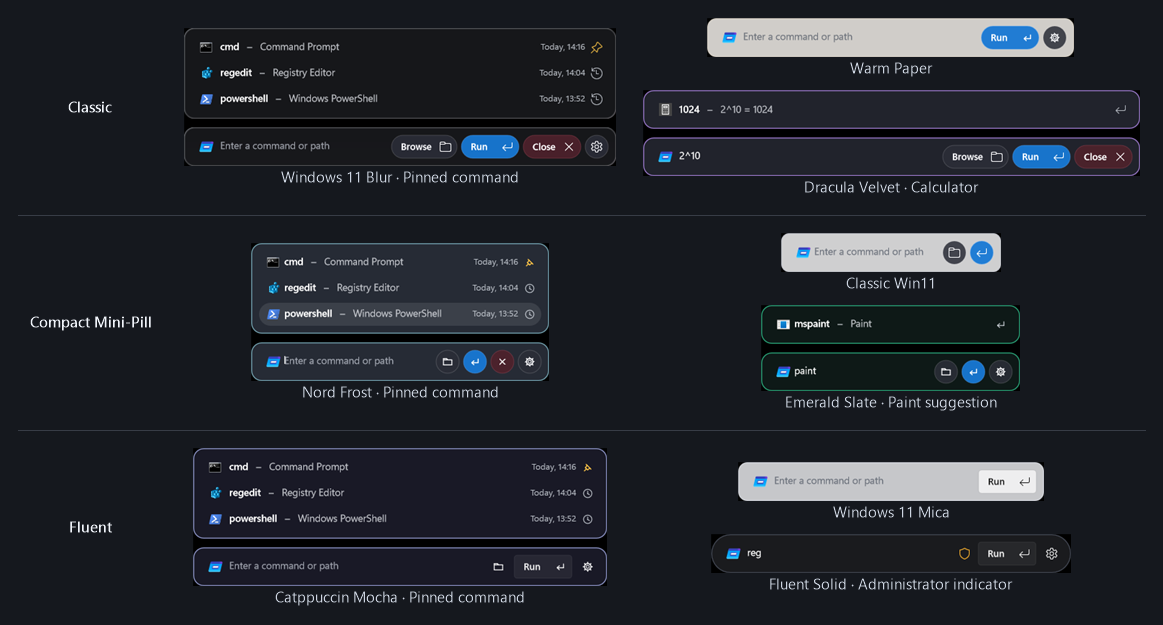 cmd – Command Prompt Today, 14:16
regedit – Registry Editor Today, 14:04
powershell – Windows PowerShell Today, 13:52
Classic
Enter a command or path Browse Run Close
Windows 11 Blur · Pinned command
Enter a command or path Run
Warm Paper
1024 – 2^10 = 1024
2^10 Browse Run Close
Dracula Velvet · Calculator
cmd – Command Prompt Today, 14:16
regedit – Registry Editor Today, 14:04
powershell – Windows PowerShell Today, 13:52
Compact Mini-Pill
Enter a command or path
Nord Frost · Pinned command
Enter a command or path
Classic Win11
mspaint – Paint
paint
Emerald Slate · Paint suggestion
cmd – Command Prompt Today, 14:16
regedit – Registry Editor Today, 14:04
powershell – Windows PowerShell Today, 13:52
Fluent
Enter a command or path Run
Catppuccin Mocha · Pinned command
Enter a command or path Run
Windows 11 Mica
reg Run
Fluent Solid · Administrator indicator